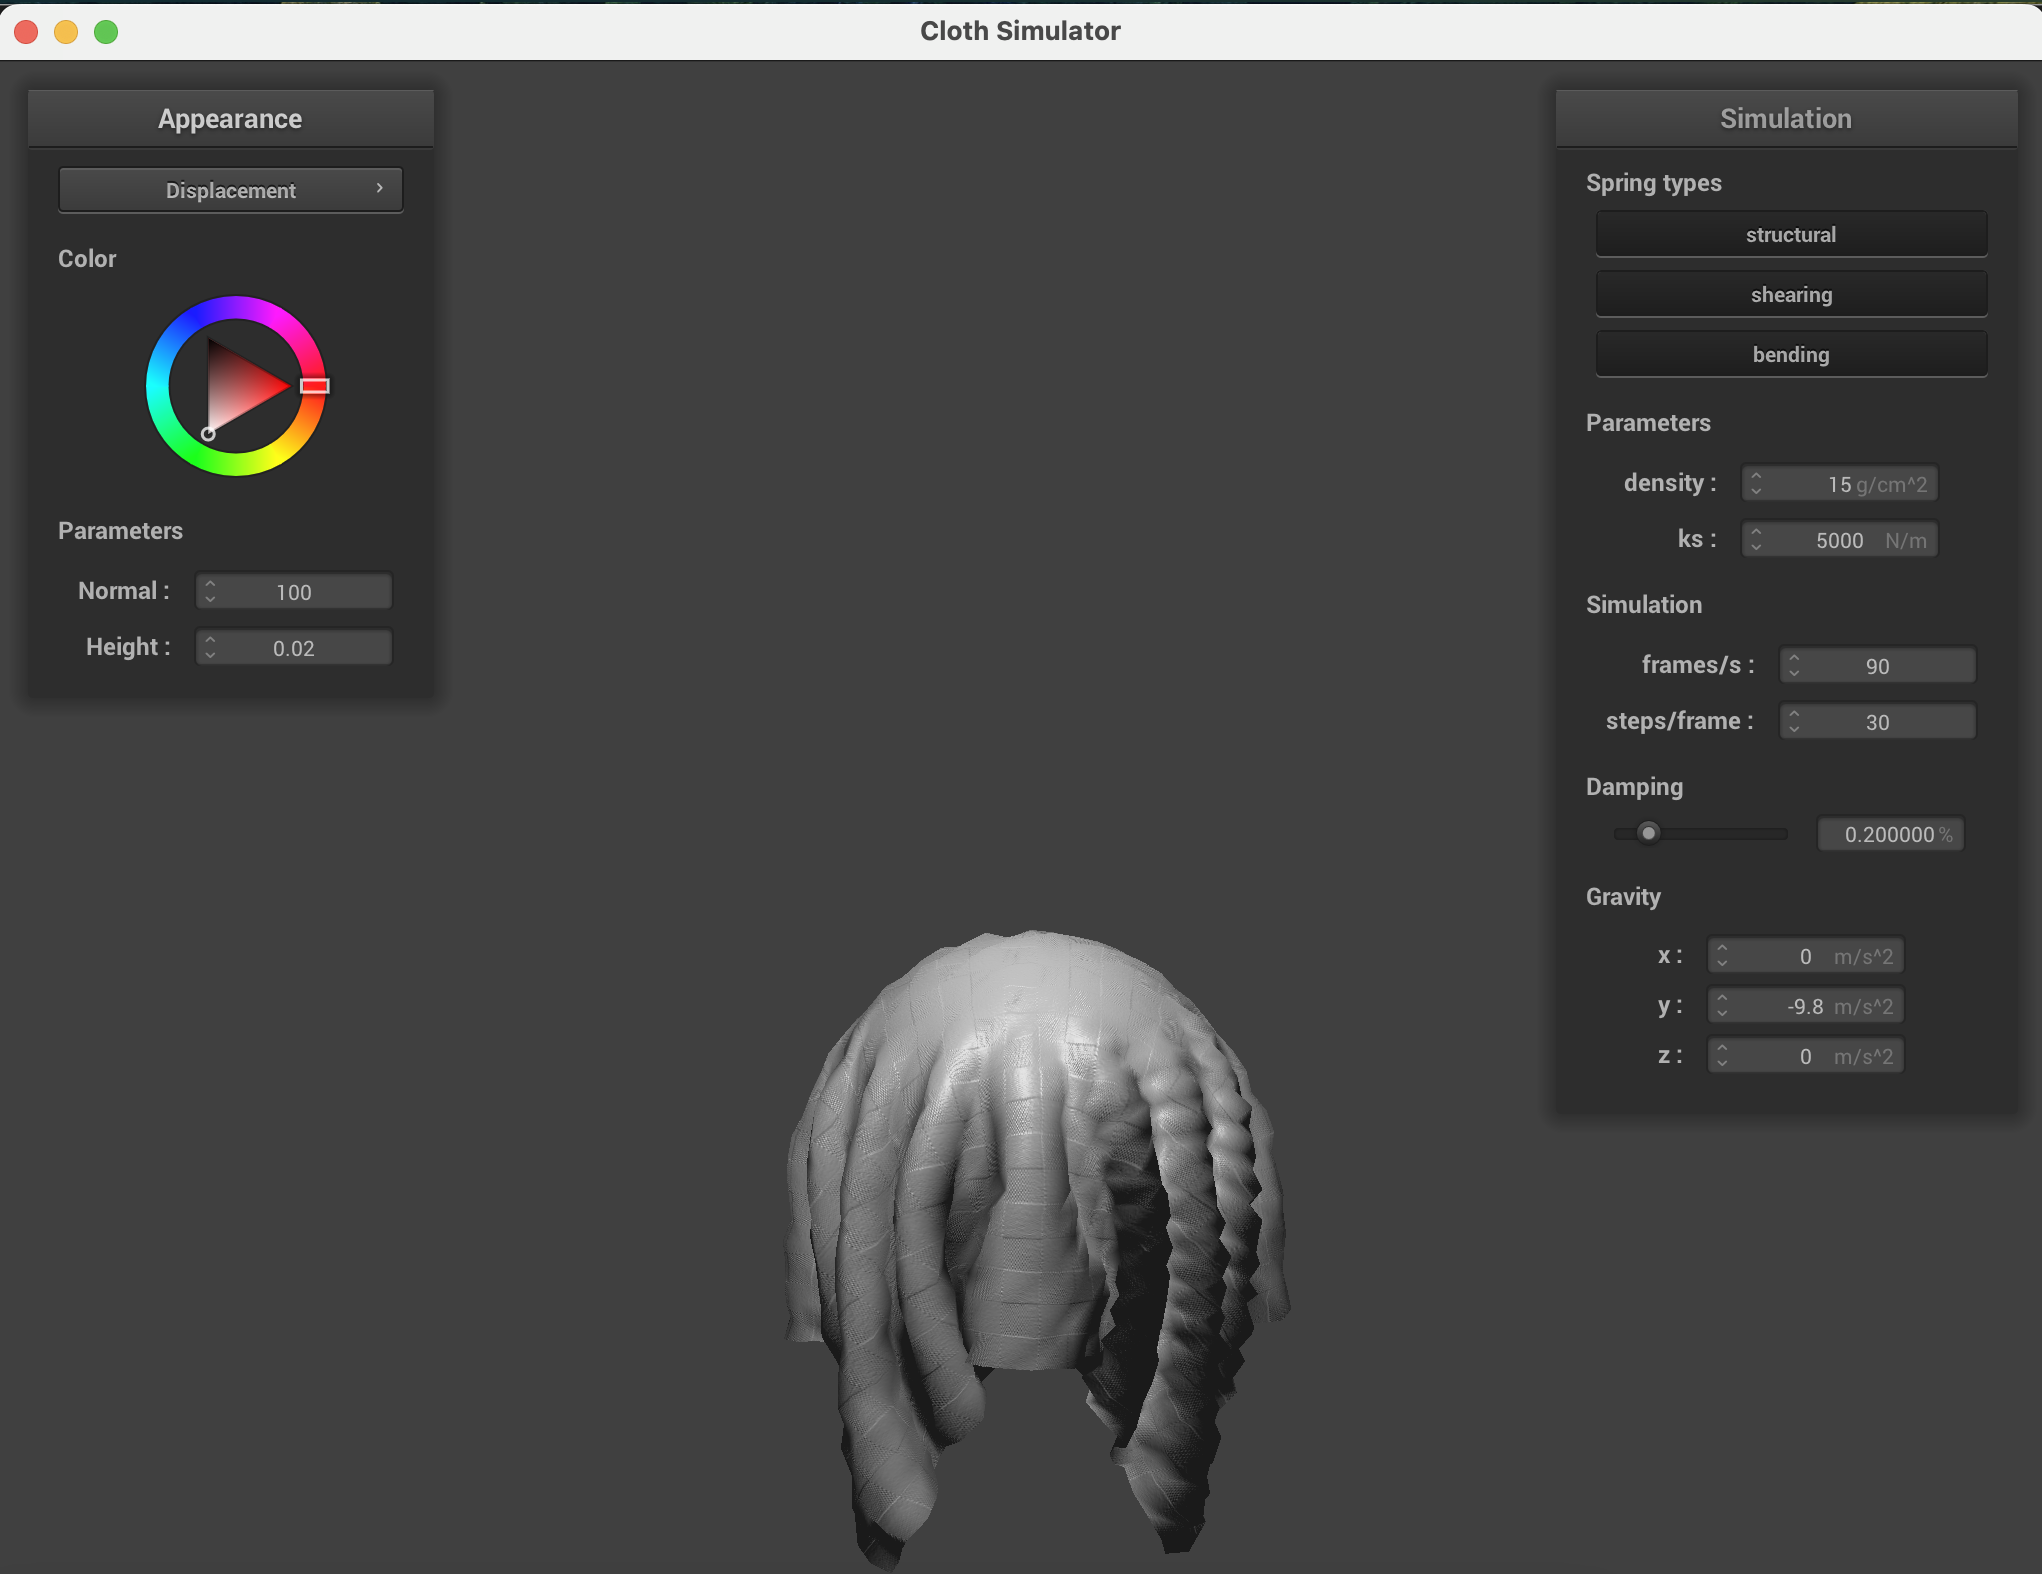 Cloth Simulator
Appearance
Displacement
Color
Parameters
Normal : 100
Height : 0.02
Simulation
Spring types
structural
shearing
bending
Parameters
density : 15 g/cm^2
ks : 5000 N/m
Simulation
frames/s : 90
steps/frame : 30
Damping
0.200000 %
Gravity
x : 0 m/s^2
y : -9.8 m/s^2
z : 0 m/s^2